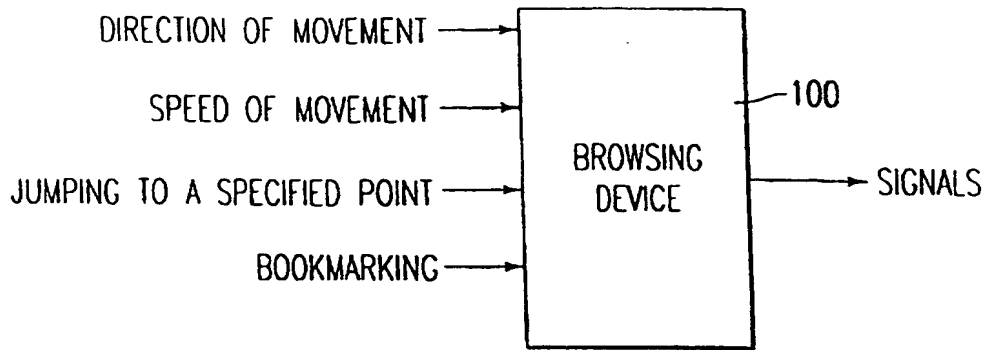 DIRECTION OF MOVEMENT
SPEED OF MOVEMENT
JUMPING TO A SPECIFIED POINT
BOOKMARKING
BROWSING
DEVICE
100
SIGNALS